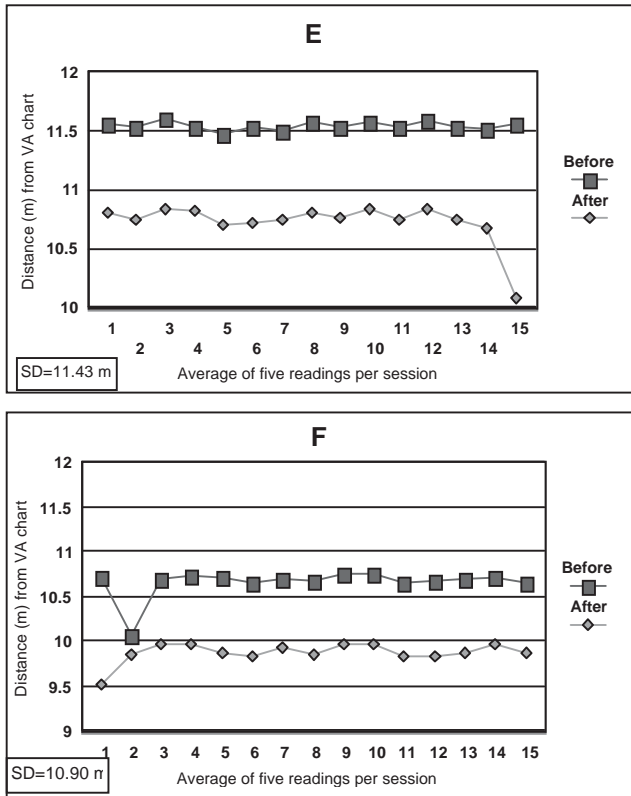 E
12
11.5
11
10.5
10
Distance (m) from VA chart
1 3 5 7 9 11 13 15
2 4 6 8 10 12 14
Average of five readings per session
SD=11.43 m
Before
After
F
12
11.5
11
10.5
10
9.5
9
Distance (m) from VA chart
1 2 3 4 5 6 7 8 9 10 11 12 13 14 15
Average of five readings per session
SD=10.90 m
Before
After